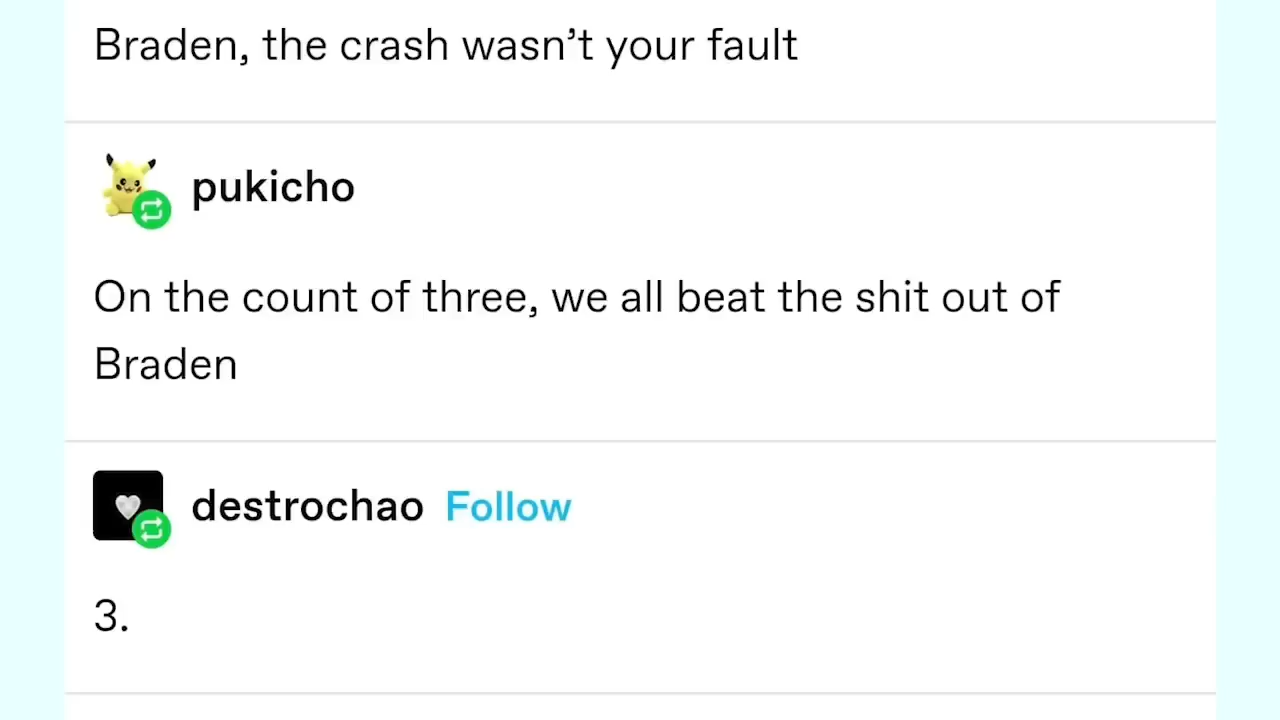 Braden, the crash wasn’t your fault
pukicho
On the count of three, we all beat the shit out of
Braden
destrochao Follow
3.